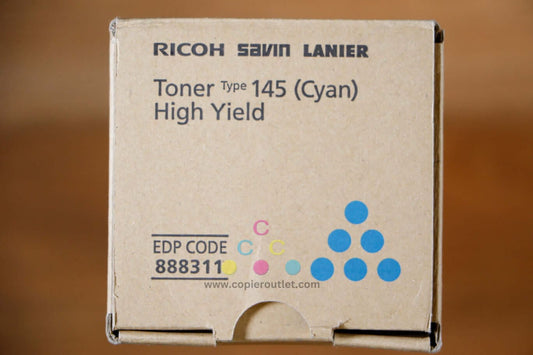 RICOH SAVIN LANIER
Toner Type 145 (Cyan)
High Yield
C
C C
EDP CODE
888311
www.copieroutlet.com